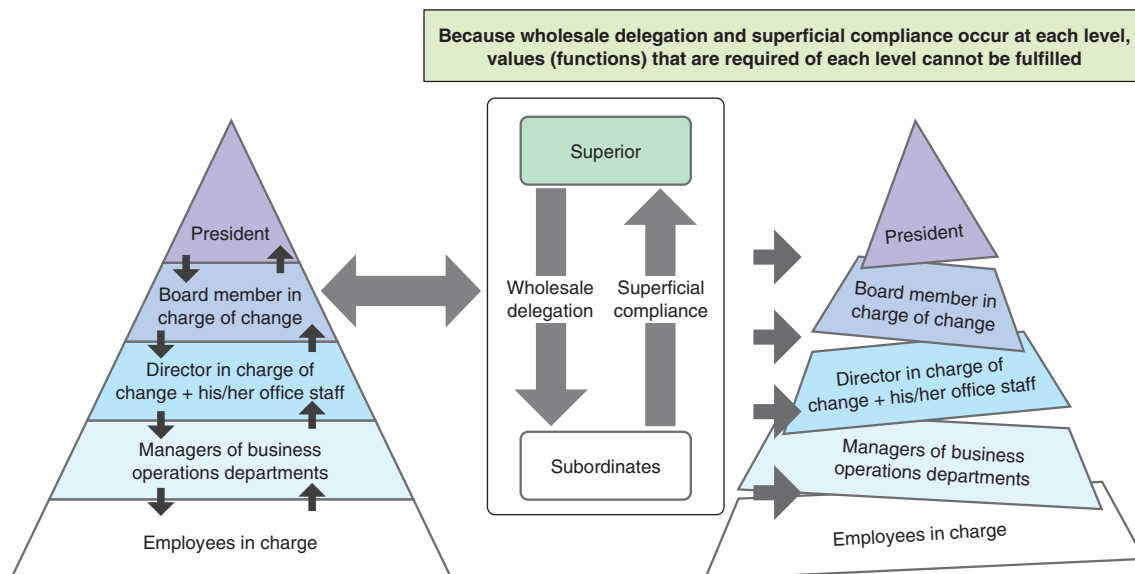 Because wholesale delegation and superficial compliance occur at each level,
values (functions) that are required of each level cannot be fulfilled
President
Board member in
charge of change
Director in charge of
change + his/her office staff
Managers of business
operations departments
Employees in charge
Superior
Wholesale
delegation
Superficial
compliance
Subordinates
President
Board member in
charge of change
Director in charge of
change + his/her office staff
Managers of business
operations departments
Employees in charge